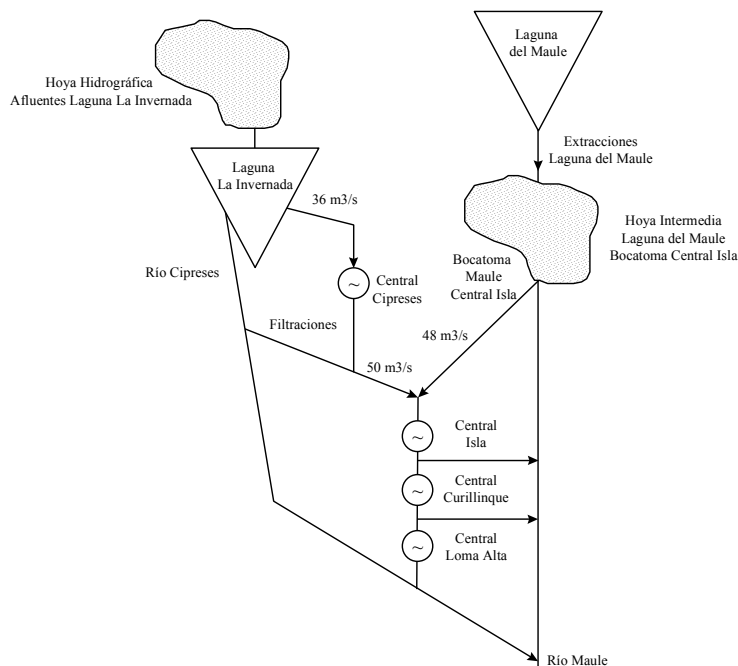 Laguna
del Maule
Hoya Hidrográfica
Afluentes Laguna La Invernada
Extracciones
Laguna del Maule
Laguna
La Invernada
36 m3/s
Hoya Intermedia
Laguna del Maule
Bocatoma Central Isla
Río Cipreses
Central
Cipreses
Bocatoma
Maule
Central Isla
Filtraciones
48 m3/s
50 m3/s
~
~
Central
Isla
~
Central
Curillinque
~
Central
Loma Alta
Río Maule